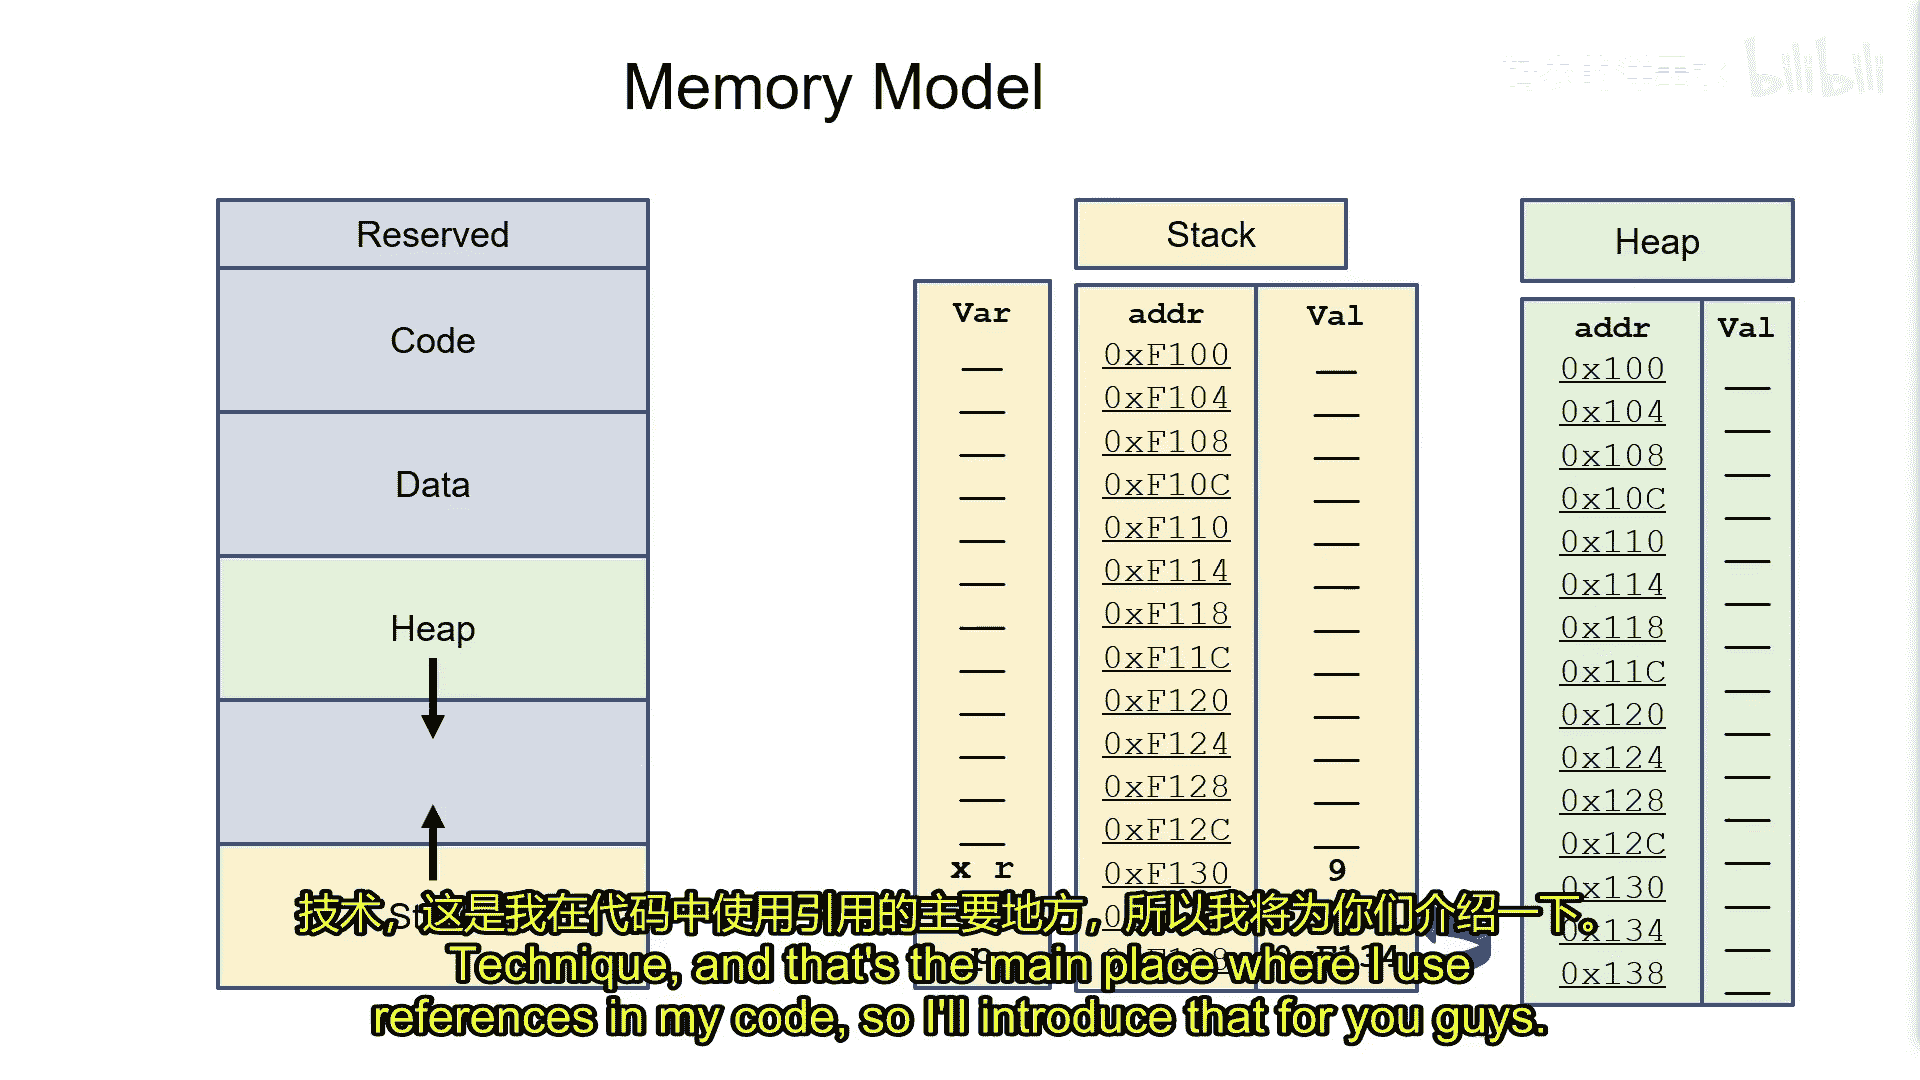 Memory Model
bilibili
Reserved
Code
Data
Heap
Stack
Var
addr
Val
0xF100
0xF104
0xF108
0xF10C
0xF110
0xF114
0xF118
0xF11C
0xF120
0xF124
0xF128
0xF12C
x r
0xF130
9
0xF134
Heap
addr
Val
0x100
0x104
0x108
0x10C
0x110
0x114
0x118
0x11C
0x120
0x124
0x128
0x12C
0x130
0x134
0x138
技术，这是我在代码中使用引用的主要地方，所以我将为你们介绍一下。
Technique, and that's the main place where I use
references in my code, so I'll introduce that for you guys.